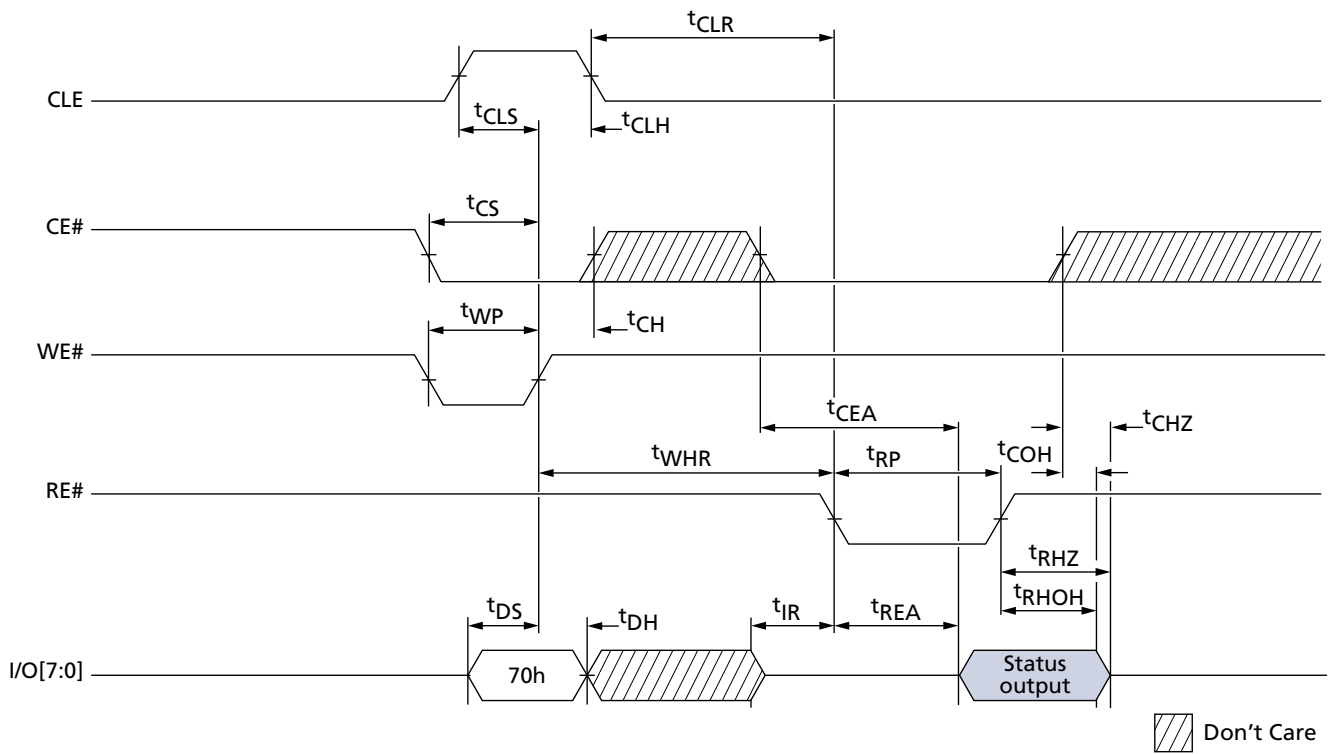 tCLR
CLE
tCLS
tCLH
tCS
CE#
tWP
tCH
WE#
tCEA
tCHZ
tWHR
tRP
tCOH
RE#
tRHZ
tDS
tDH
tIR
tREA
tRHOH
I/O[7:0]
70h
Status
output
Don't Care